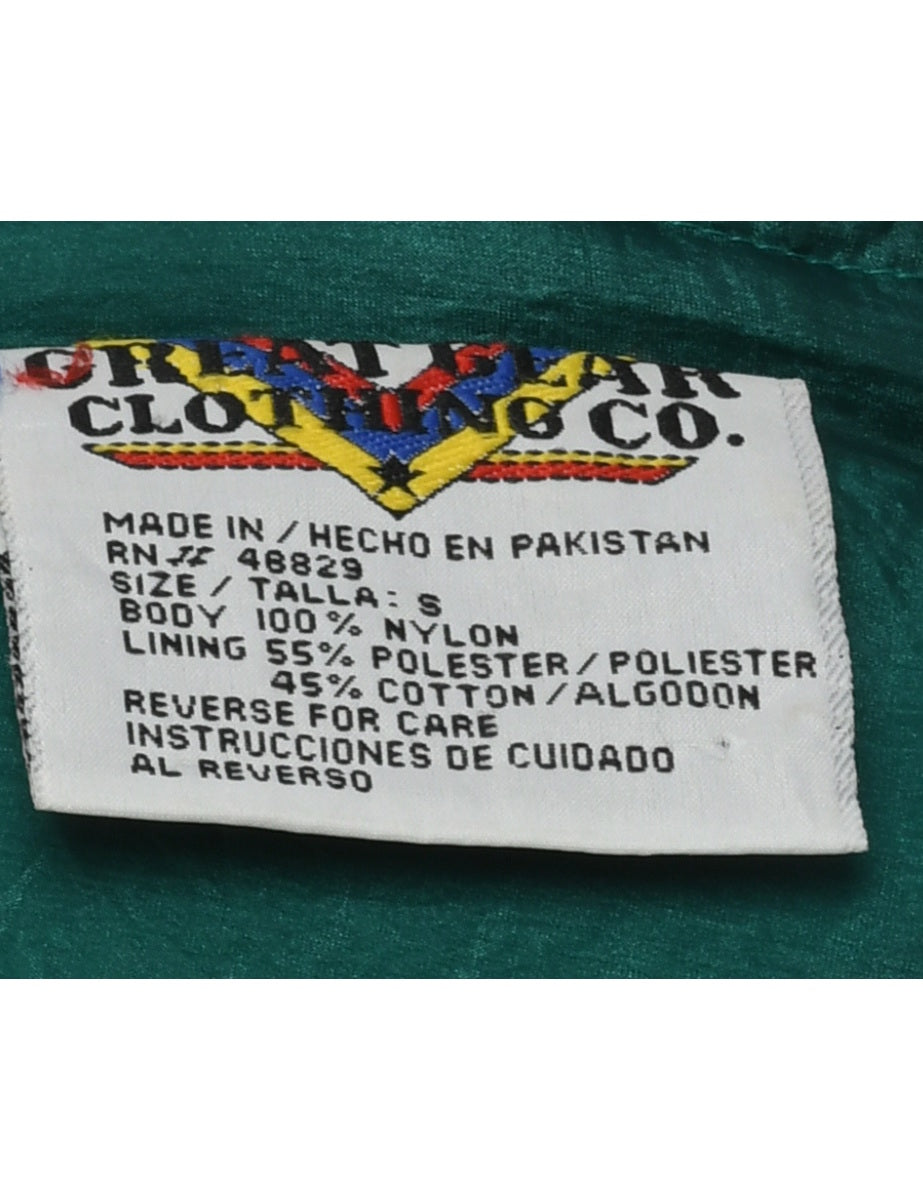 GREAT GEAR
CLOTHING CO.
MADE IN / HECHO EN PAKISTAN
RN # 46829
SIZE / TALLA: S
BODY 100% NYLON
LINING 55% POLESTER / POLIESTER
45% COTTON / ALGODON
REVERSE FOR CARE
INSTRUCCIONES DE CUIDADO
AL REVERSO